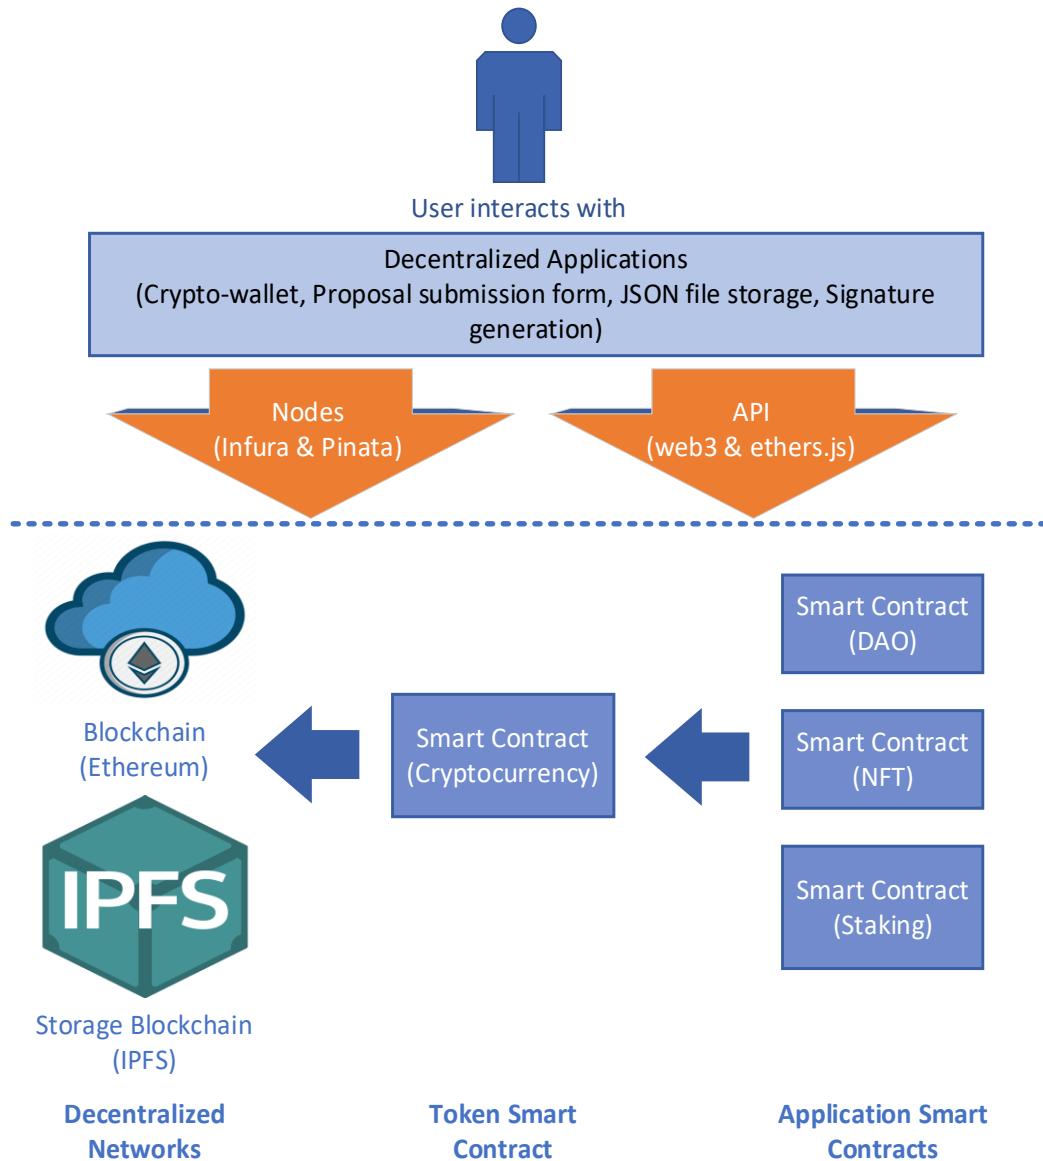 User interacts with
Decentralized Applications
(Crypto-wallet, Proposal submission form, JSON file storage, Signature
generation)
Nodes
(Infura & Pinata)
API
(web3 & ethers.js)
Blockchain
(Ethereum)
IPFS
Storage Blockchain
(IPFS)
Smart Contract
(Cryptocurrency)
Smart Contract
(DAO)
Smart Contract
(NFT)
Smart Contract
(Staking)
Decentralized
Networks
Token Smart
Contract
Application Smart
Contracts